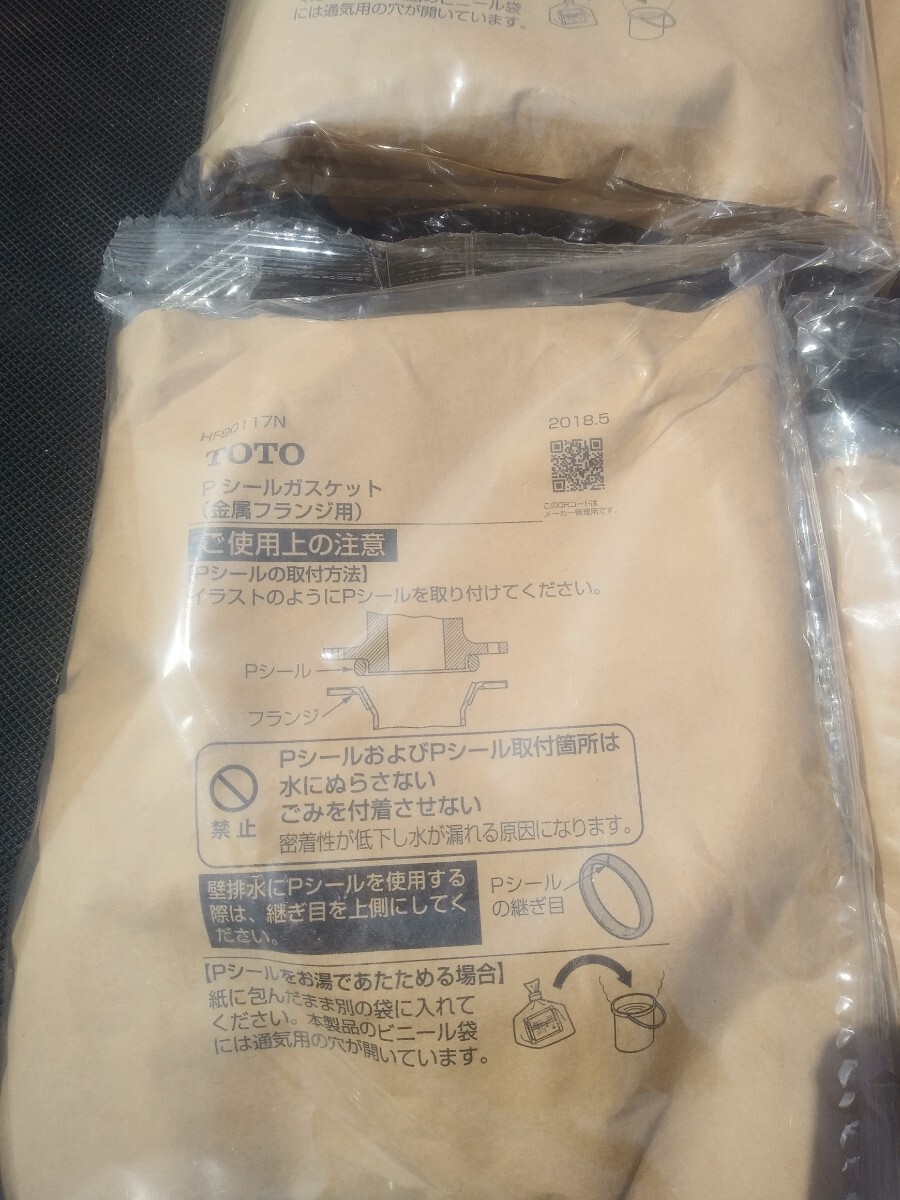 のビニール袋
には通気用の穴が開いています。
HF90117N
2018.5
TOTO
Pシールガスケット
(金属フランジ用)
このQRコードは
メーカー管理用です。
ご使用上の注意
【Pシールの取付方法】
イラストのようにPシールを取り付けてください。
Pシール
フランジ
PシールおよびPシール取付箇所は
水にぬらさない
ごみを付着させない
禁止
密着性が低下し水が漏れる原因になります。
壁排水にPシールを使用する
際は、継ぎ目を上側にしてく
ださい。
Pシール
の継ぎ目
【Pシールをお湯であたためる場合】
紙に包んだまま別の袋に入れて
ください。本製品のビニール袋
には通気用の穴が開いています。